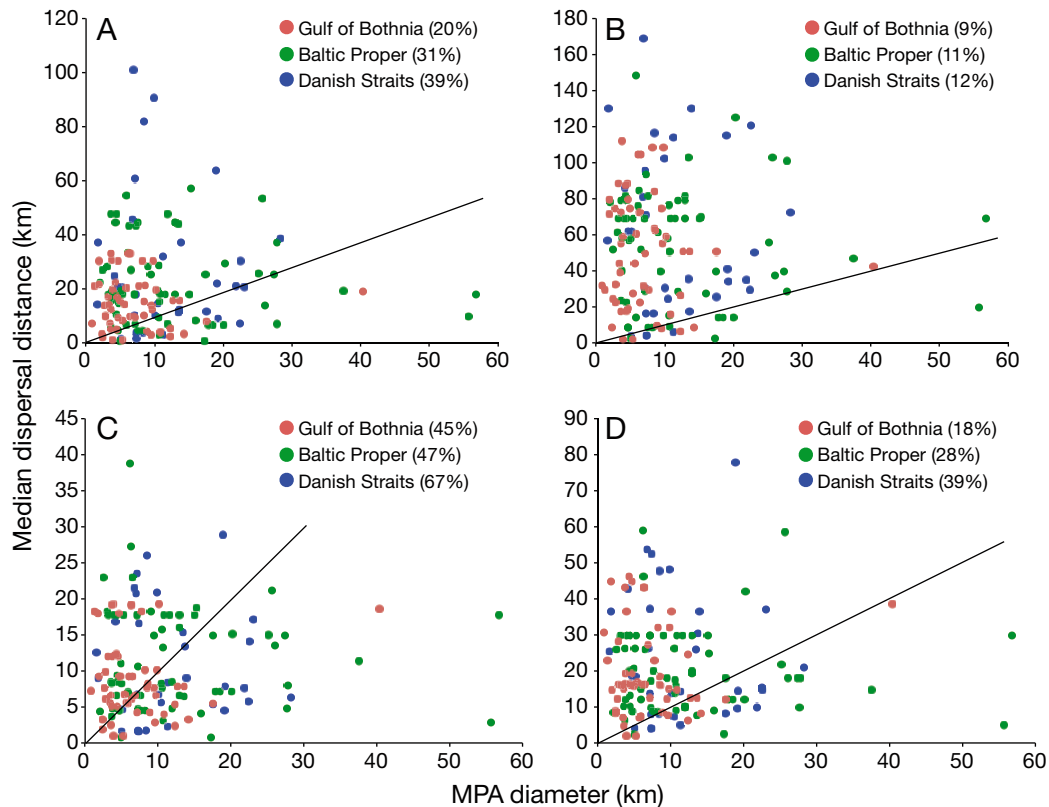 A
Gulf of Bothnia (20%)
Baltic Proper (31%)
Danish Straits (39%)
120
100
80
60
40
20
0
0 10 20 30 40 50 60
B
Gulf of Bothnia (9%)
Baltic Proper (11%)
Danish Straits (12%)
180
160
140
120
100
80
60
40
20
0
0 10 20 30 40 50 60
C
Gulf of Bothnia (45%)
Baltic Proper (47%)
Danish Straits (67%)
45
40
35
30
25
20
15
10
5
0
0 10 20 30 40 50 60
D
Gulf of Bothnia (18%)
Baltic Proper (28%)
Danish Straits (39%)
90
80
70
60
50
40
30
20
10
0
0 10 20 30 40 50 60
Median dispersal distance (km)
MPA diameter (km)